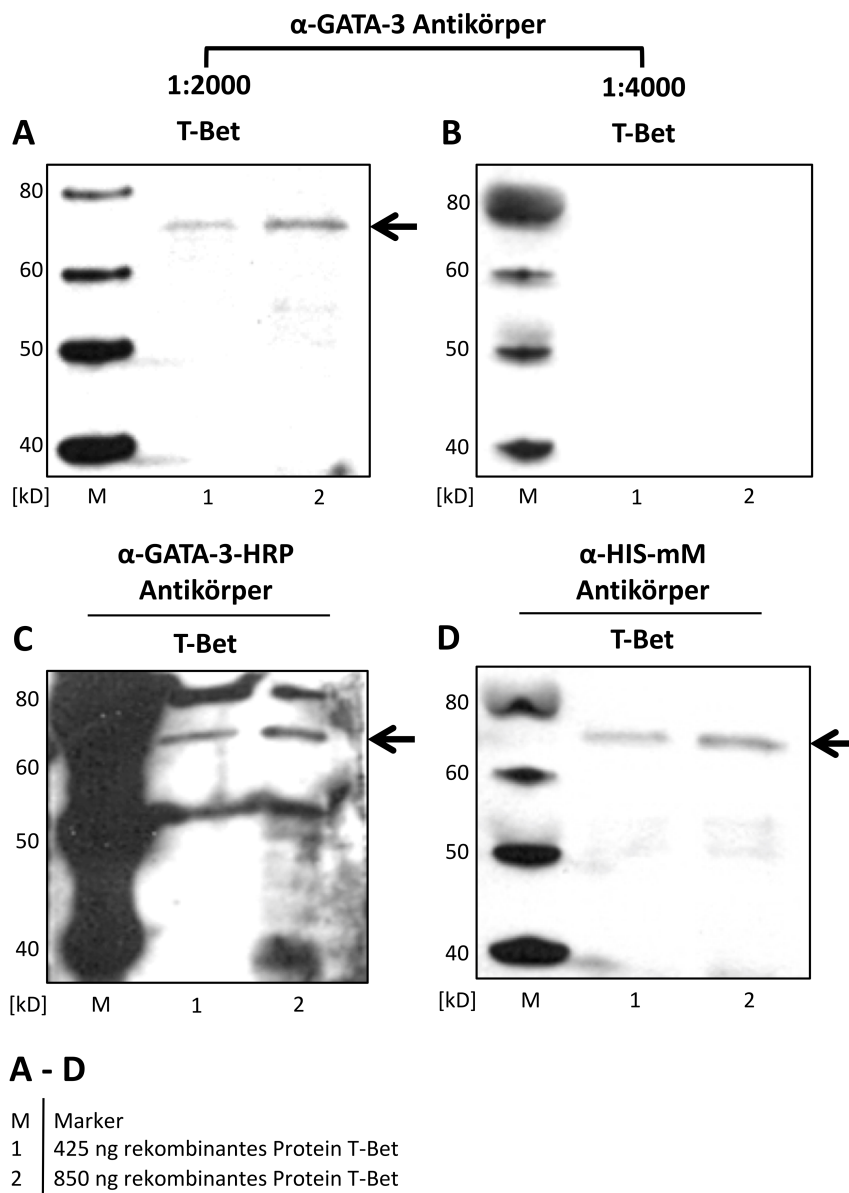 α-GATA-3 Antikörper
1:2000 1:4000
A B
T-Bet T-Bet
80 80
60 60
50 50
40 40
[kD] M 1 2 [kD] M 1 2
α-GATA-3-HRP α-HIS-mM
Antikörper Antikörper
C D
T-Bet T-Bet
80 80
60 60
50 50
40 40
[kD] M 1 2 [kD] M 1 2
A - D
M Marker
1 425 ng rekombinantes Protein T-Bet
2 850 ng rekombinantes Protein T-Bet